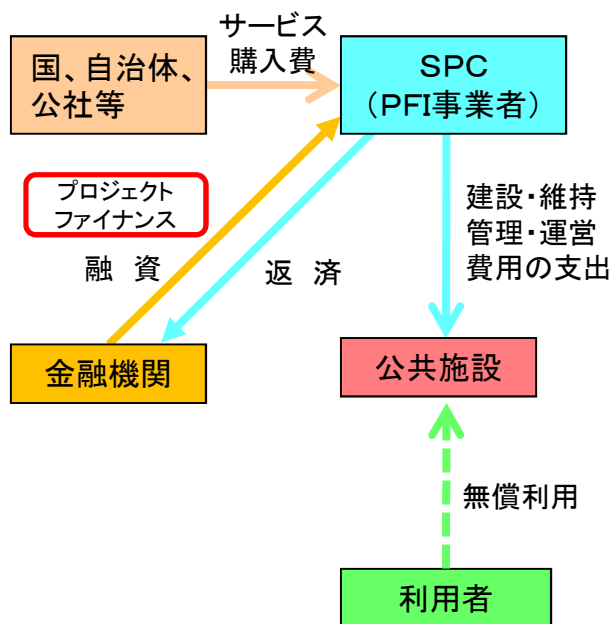 サービス
購入費
国、自治体、
公社等
SPC
（PFI事業者）
プロジェクト
ファイナンス
融　資
返　済
建設・維持
管理・運営
費用の支出
金融機関
公共施設
無償利用
利用者